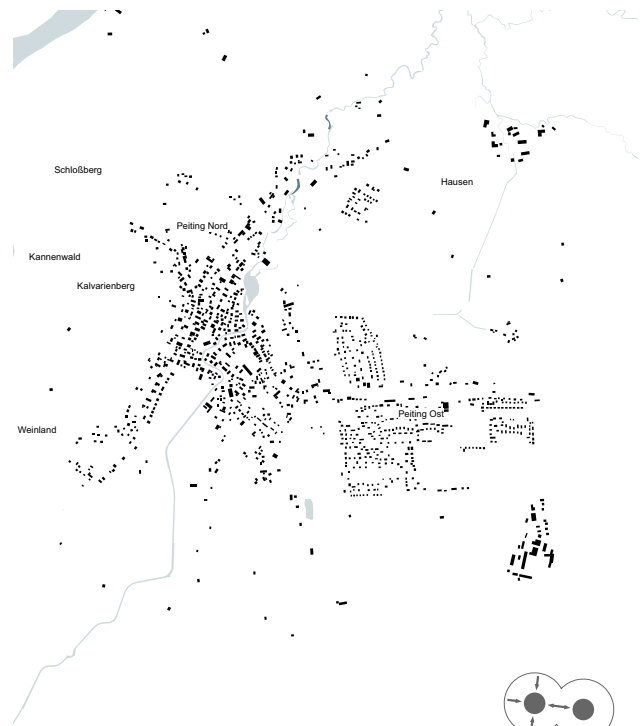 Schloßberg
Hausen
Peiting Nord
Kannenwald
Kalvarienberg
Peiting Ost
Weinland